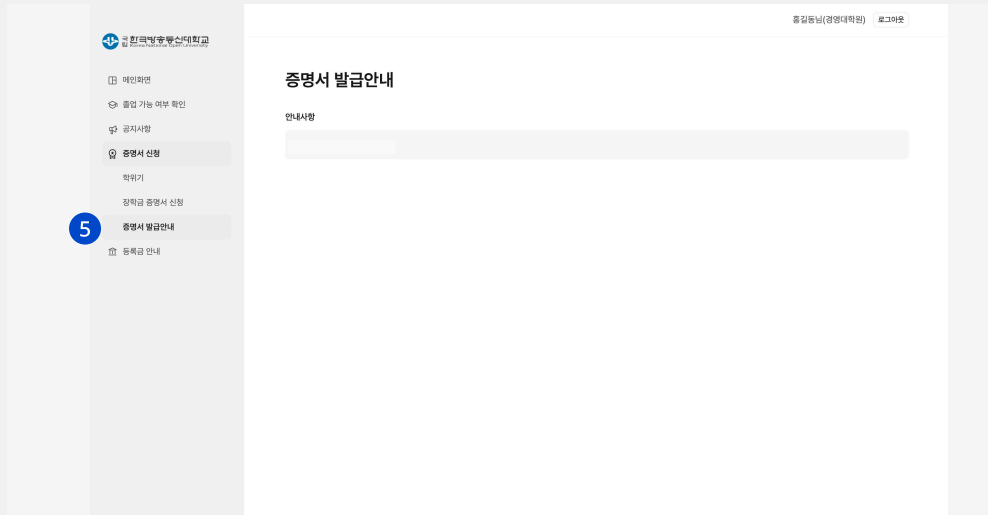 홍길동님(경영대학원) 로그아웃
국립 한국방송통신대학교
Korea National Open University
메인화면
졸업 가능 여부 확인
공지사항
증명서 신청
학위기
장학금 증명서 신청
5 증명서 발급안내
등록금 안내
증명서 발급안내
안내사항